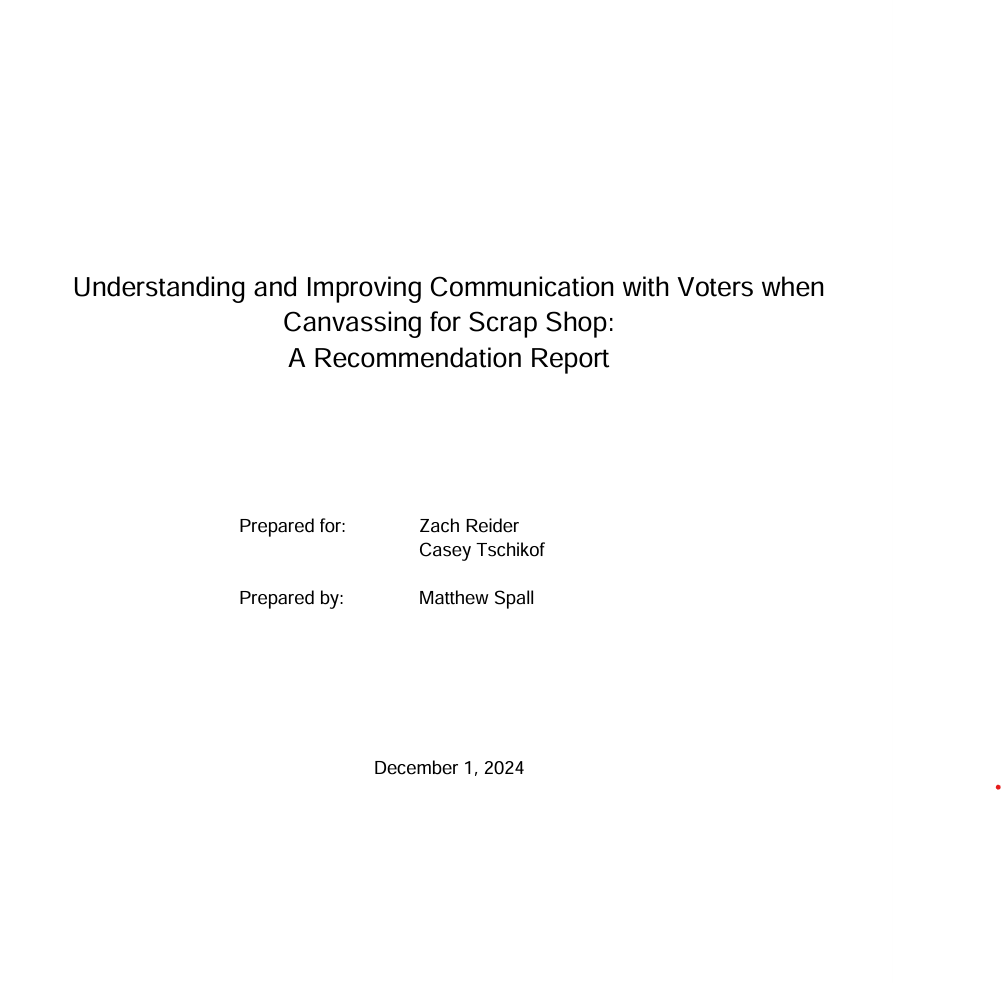 Understanding and Improving Communication with Voters when
Canvassing for Scrap Shop:
A Recommendation Report
Prepared for: Zach Reider
Casey Tschikof
Prepared by: Matthew Spall
December 1, 2024